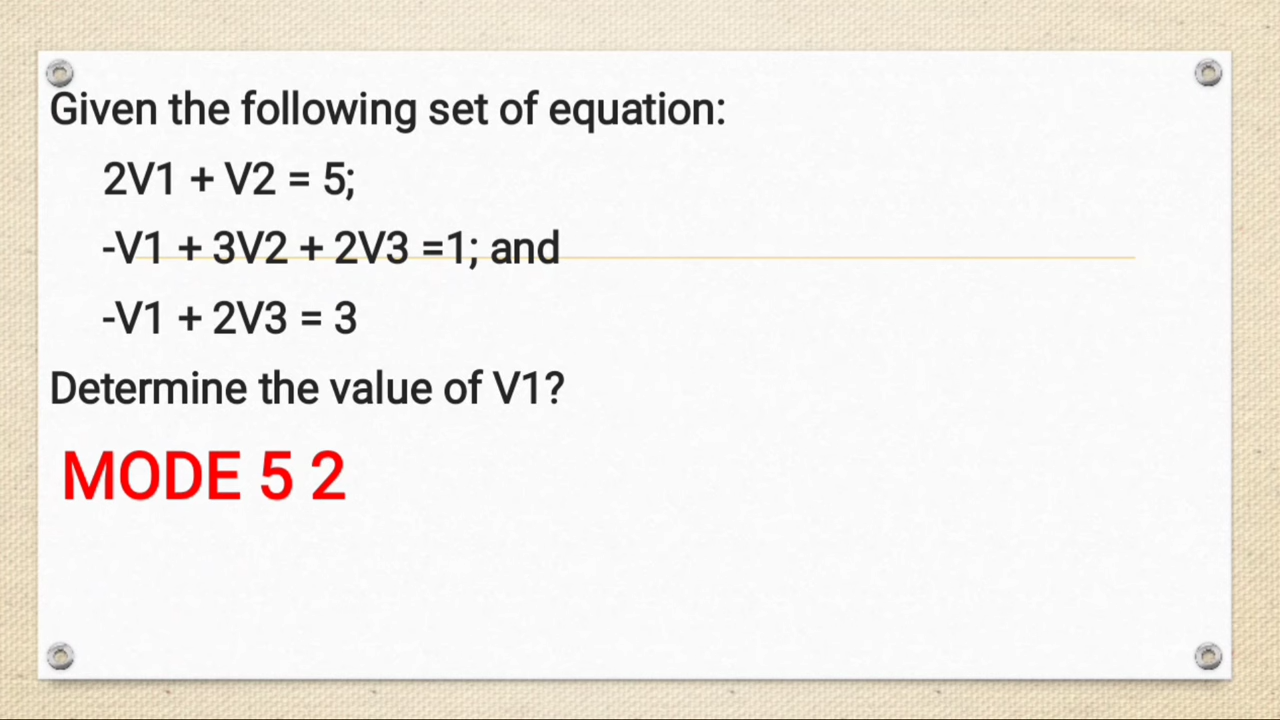 Given the following set of equation:
2V1 + V2 = 5;
-V1 + 3V2 + 2V3 =1; and
-V1 + 2V3 = 3
Determine the value of V1?
MODE 5 2